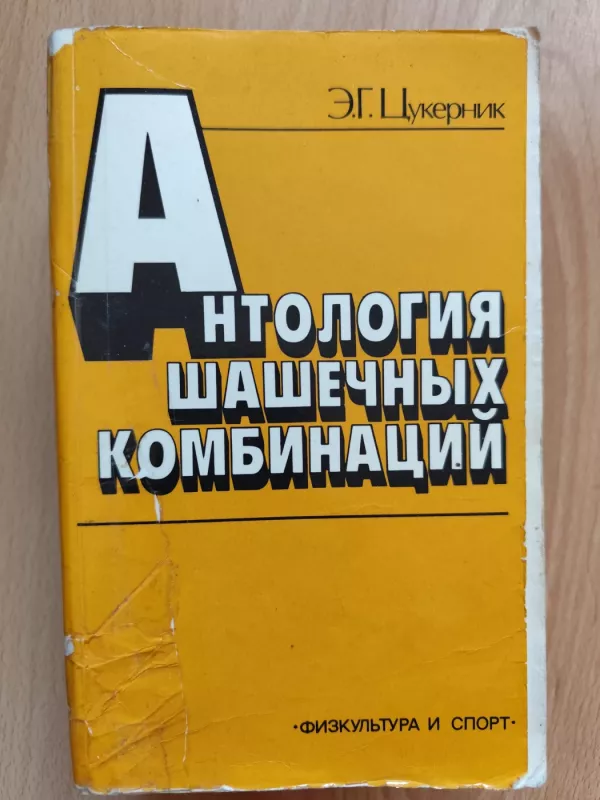 Э.Г. Цукерник
АНТОЛОГИЯ
ШАШЕЧНЫХ
КОМБИНАЦИЙ
·ФИЗКУЛЬТУРА И СПОРТ·